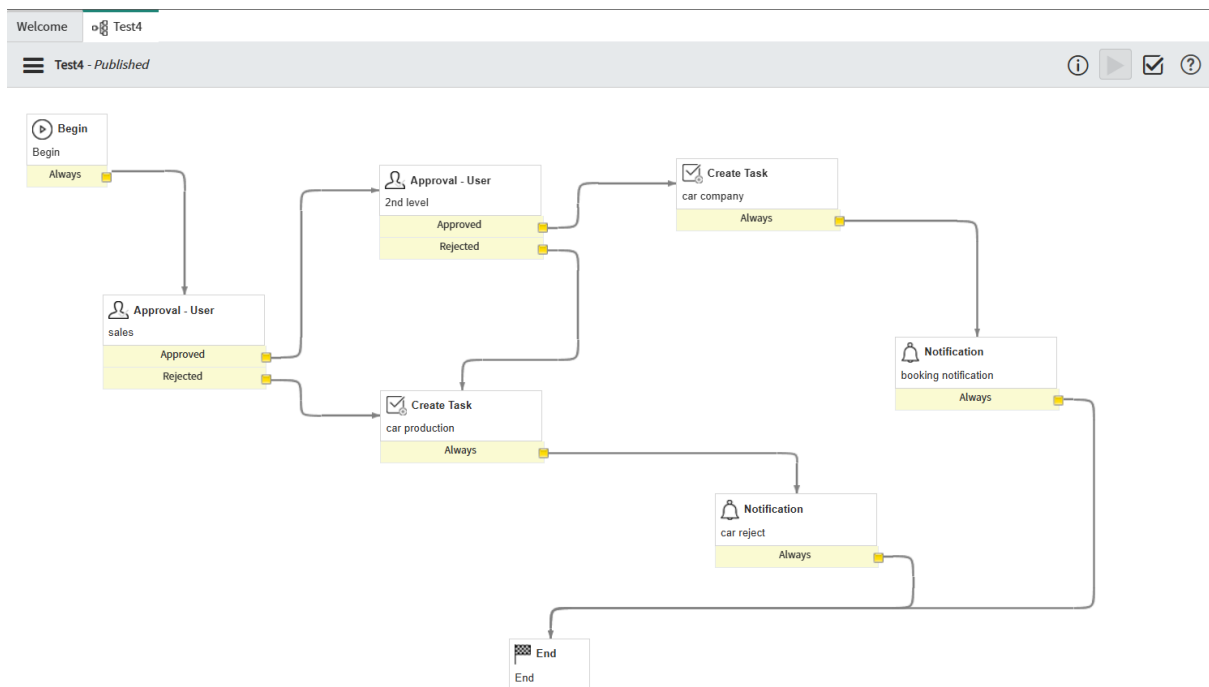 Welcome
Test4
Test4 - Published
Begin
Begin
Always
Approval - User
sales
Approved
Rejected
Approval - User
2nd level
Approved
Rejected
Create Task
car company
Always
Create Task
car production
Always
Notification
booking notification
Always
Notification
car reject
Always
End
End